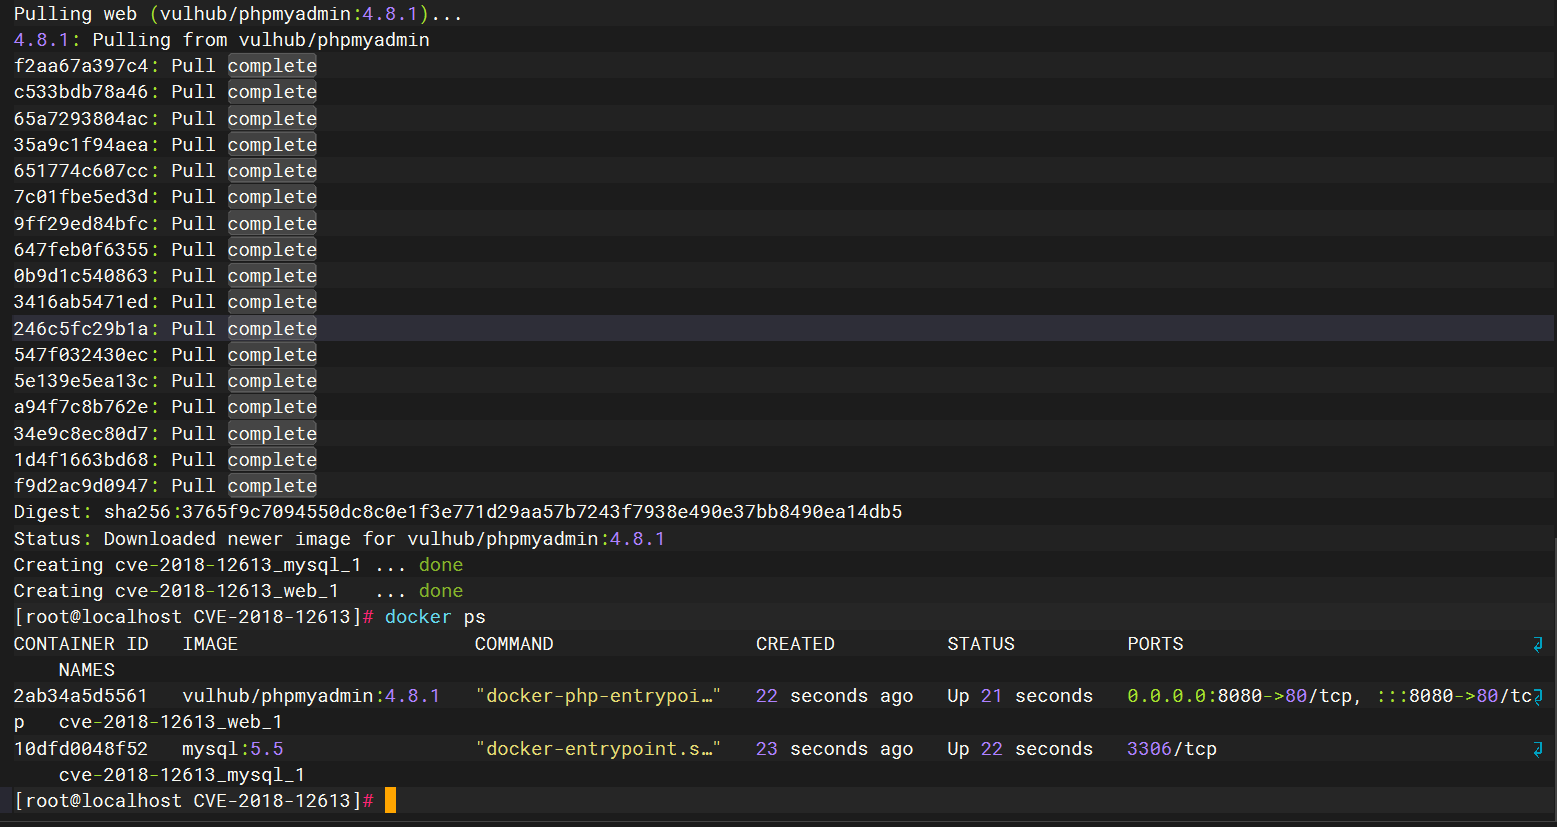 Pulling web (vulhub/phpmyadmin:4.8.1)...
4.8.1: Pulling from vulhub/phpmyadmin
f2aa67a397c4: Pull complete
c533bdb78a46: Pull complete
65a7293804ac: Pull complete
35a9c1f94aea: Pull complete
651774c607cc: Pull complete
7c01fbe5ed3d: Pull complete
9ff29ed84bfc: Pull complete
647feb0f6355: Pull complete
0b9d1c540863: Pull complete
3416ab5471ed: Pull complete
246c5fc29b1a: Pull complete
547f032430ec: Pull complete
5e139e5ea13c: Pull complete
a94f7c8b762e: Pull complete
34e9c8ec80d7: Pull complete
1d4f1663bd68: Pull complete
f9d2ac9d0947: Pull complete
Digest: sha256:3765f9c7094550dc8c0e1f3e771d29aa57b7243f7938e490e37bb8490ea14db5
Status: Downloaded newer image for vulhub/phpmyadmin:4.8.1
Creating cve-2018-12613_mysql_1 ... done
Creating cve-2018-12613_web_1   ... done
[root@localhost CVE-2018-12613]# docker ps
CONTAINER ID   IMAGE                     COMMAND                  CREATED          STATUS          PORTS
    NAMES
2ab34a5d5561   vulhub/phpmyadmin:4.8.1   "docker-php-entrypoi…"   22 seconds ago   Up 21 seconds   0.0.0.0:8080->80/tcp, :::8080->80/tc
p   cve-2018-12613_web_1
10dfd0048f52   mysql:5.5                 "docker-entrypoint.s…"   23 seconds ago   Up 22 seconds   3306/tcp
    cve-2018-12613_mysql_1
[root@localhost CVE-2018-12613]#